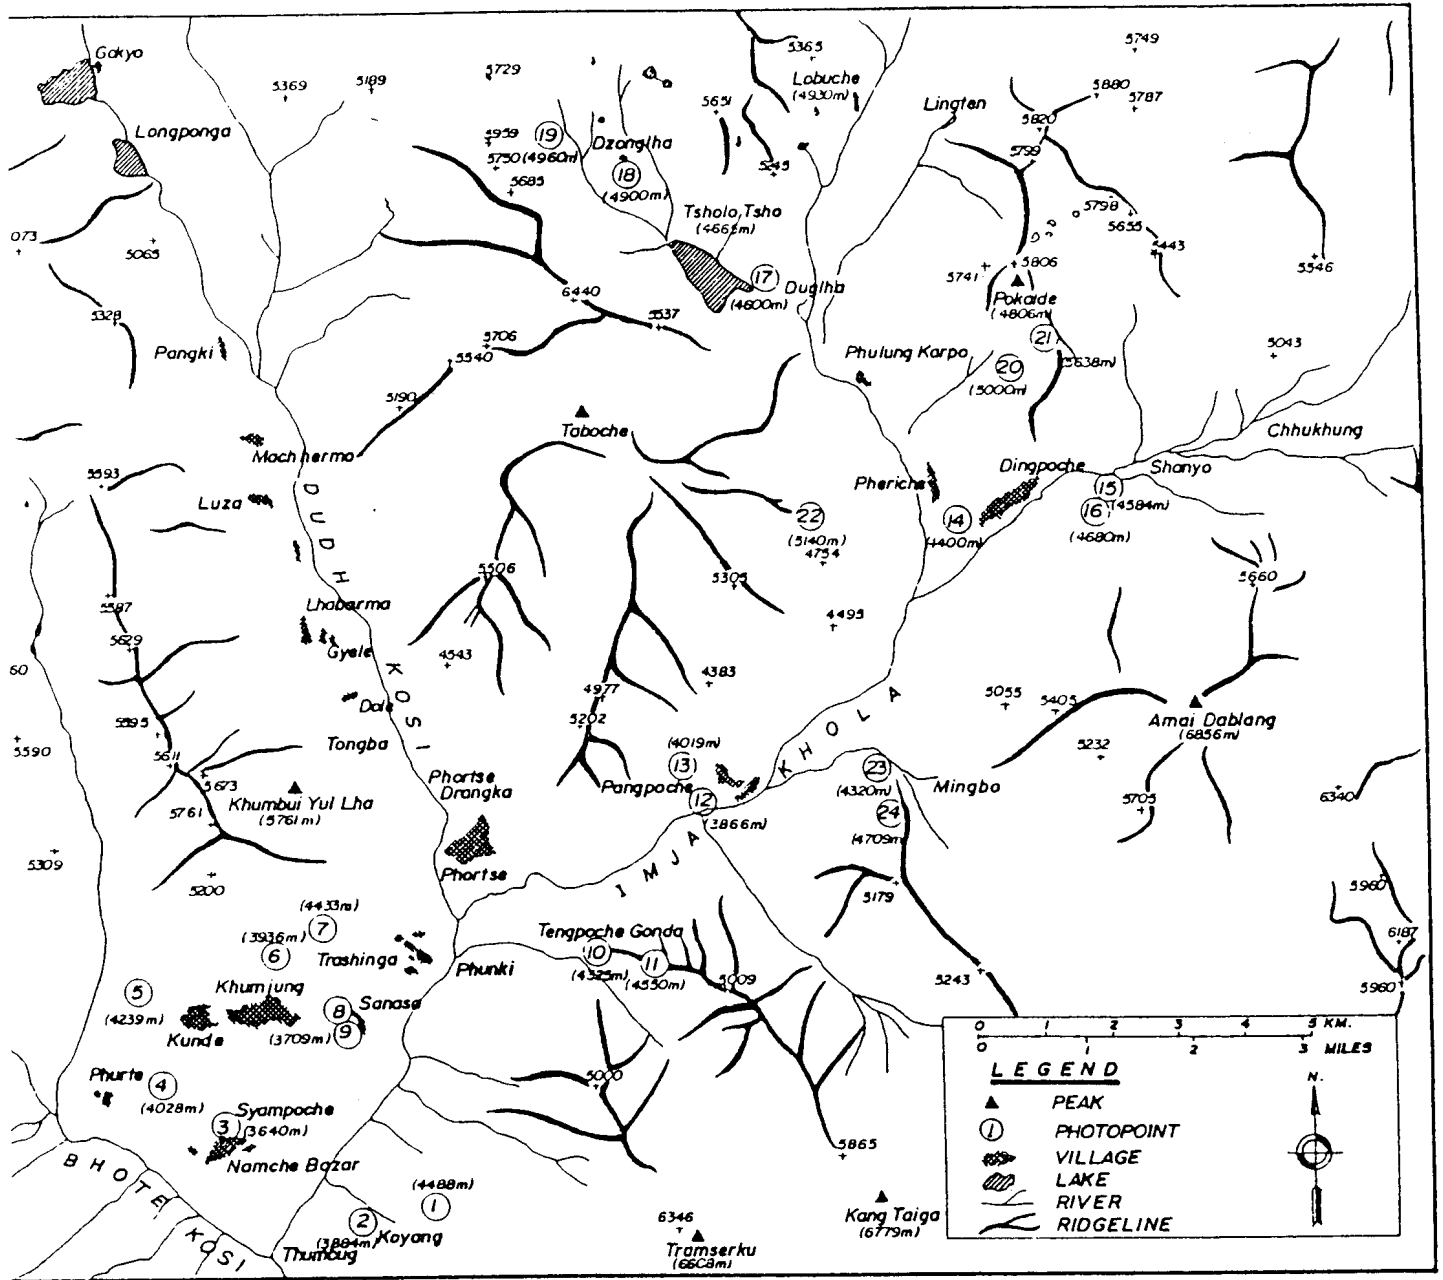 Gokyo
5369
5189
5729
5365
5749
Lobuche
(4930m)
5880
5787
Lingten
5651
5820
Longponga
4959
19
Dzonglha
5750
(4960m)
5799
5245
18
5685
(4900m)
Tsholo Tsho
(4665m)
5798
5655
073
5065
5443
5546
5741
5806
17
Duglha
(4800m)
Pokalde
(4806m)
6440
5328
5537
5706
21
5043
Pangki
5540
Phulung Karpo
(5638m)
20
(5000m)
5190
Taboche
Chhukhung
Machhermo
5593
Dingpoche
Shanyo
Pheriche
Luza
15
(4584m)
16
22
14
(5140m)
(4400m)
(4680m)
4754
DUDH
5506
5305
5660
5587
Lhabarma
4495
5629
Gyele
60
4543
4383
KOSI
4977
Dole
5202
5055
5405
5595
Amai Dablang
(6856m)
Tongba
(4019m)
KHOLA
5590
5232
5611
13
23
5673
Phortse
Drangka
Pangpoche
Mingbo
(4320m)
Khumbui Yul Lha
(5761m)
5761
12
(3866m)
24
5705
6340
(4709m)
5309
IMJA
Phortse
5200
5179
5960
(4433m)
7
(3936m)
6
Tengpoche Gonda
6187
10
11
Trashinga
Phunki
(4325m)
(4550m)
5009
5243
5960
5
Khumjung
(4239m)
8
Sanasa
Kunde
(3709m)
9
Phurte
4
(4028m)
5000
Syampoche
3
(3640m)
Namche Bazar
5865
BHOTE
(4488m)
1
2
Koyang
(3884m)
Thumbug
KOSI
6346
Tramserku
(6608m)
Kang Taiga
(6779m)
0 1 2 3 4 5 KM.
0 1 2 3 MILES
LEGEND
N.
PEAK
1 PHOTOPOINT
VILLAGE
LAKE
RIVER
RIDGELINE